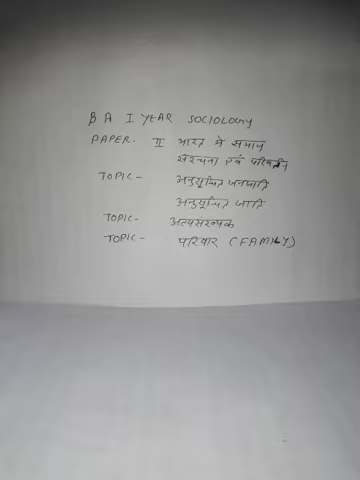 B A I YEAR SOCIOLOGY
PAPER- II भारत में समाज
संरचना एवं परिवर्तन
TOPIC- अनुसूचित जनजाति
अनुसूचित जाति
TOPIC- अल्पसंख्यक
TOPIC- परिवार (FAMILY)